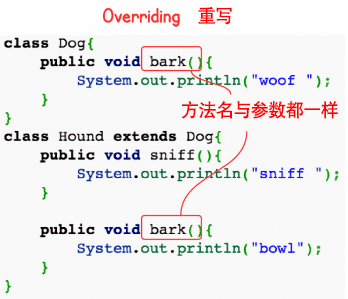 Overriding 重写
class Dog{
public void bark(){
System.out.println("woof ");
}
方法名与参数都一样
}
class Hound extends Dog{
public void sniff(){
System.out.println("sniff ");
}
public void bark(){
System.out.println("bowl");
}
}